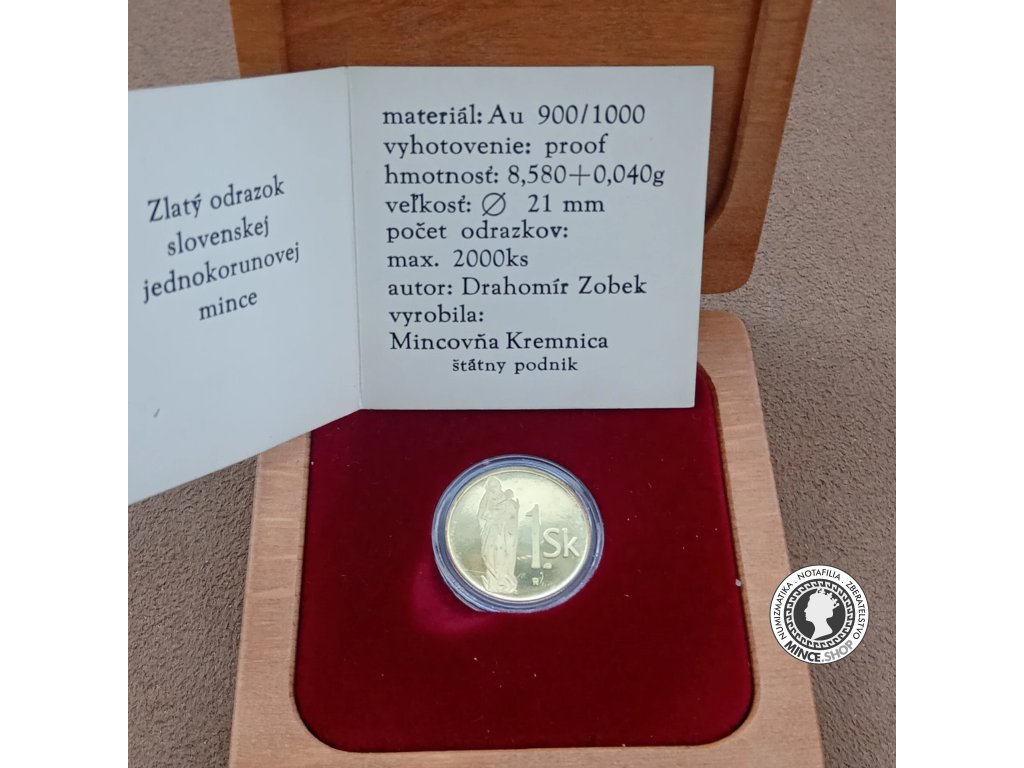 Zlatý odrazok
slovenskej
jednokorunovej
mince
materiál: Au 900/1000
vyhotovenie: proof
hmotnosť: 8,580+0,040g
veľkosť: Ø 21 mm
počet odrazkov:
max. 2000ks
autor: Drahomír Zobek
vyrobila:
Mincovňa Kremnica
štátny podnik
1Sk
NUMIZMATIKA . NOTAFILIA . ZBERATEĽSTVO
MINCE.SHOP